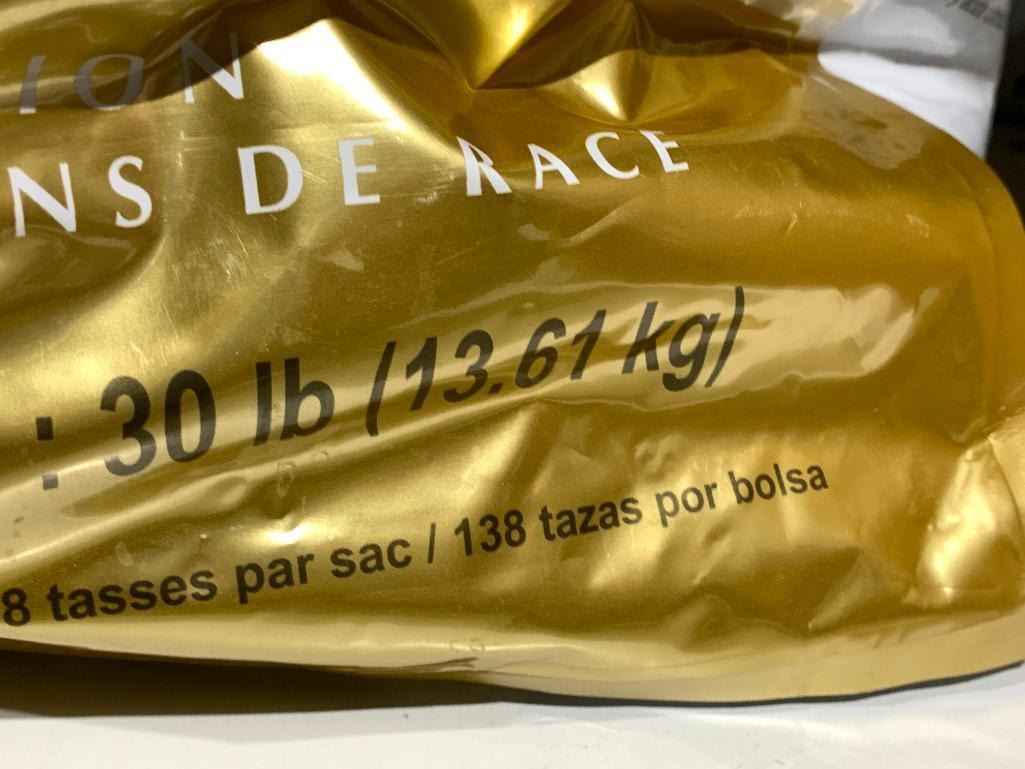 ION
NS DE RACE
: 30 lb (13.61 kg)
8 tasses par sac / 138 tazas por bolsa